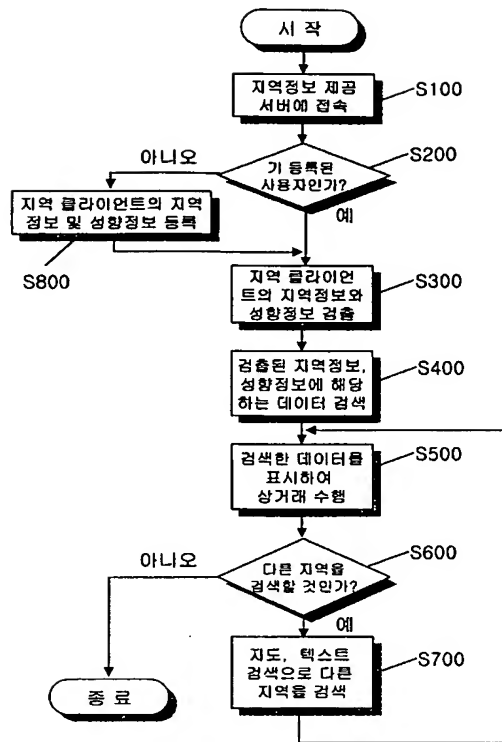 시 작
지역정보 제공
서버에 접속
S100
기 등록된
사용자인가?
S200
아니오
예
지역 클라이언트의 지역
정보 및 성향정보 등록
S800
지역 클라이언
트의 지역정보와
성향정보 검출
S300
검출된 지역정보,
성향정보에 해당
하는 데이터 검색
S400
검색한 데이터를
표시하여
상거래 수행
S500
다른 지역을
검색할 것인가?
S600
아니오
예
지도, 텍스트
검색으로 다른
지역을 검색
S700
종 료